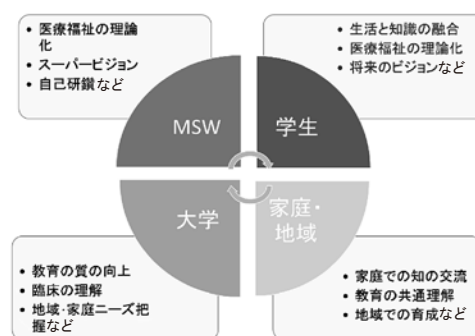 • 医療福祉の理論
化
• スーパービジョン
• 自己研鑽など
• 生活と知識の融合
• 医療福祉の理論化
• 将来のビジョンなど
MSW
学生
大学
家庭・
地域
• 教育の質の向上
• 臨床の理解
• 地域・家庭ニーズ把
握など
• 家庭での知の交流
• 教育の共通理解
• 地域での育成など